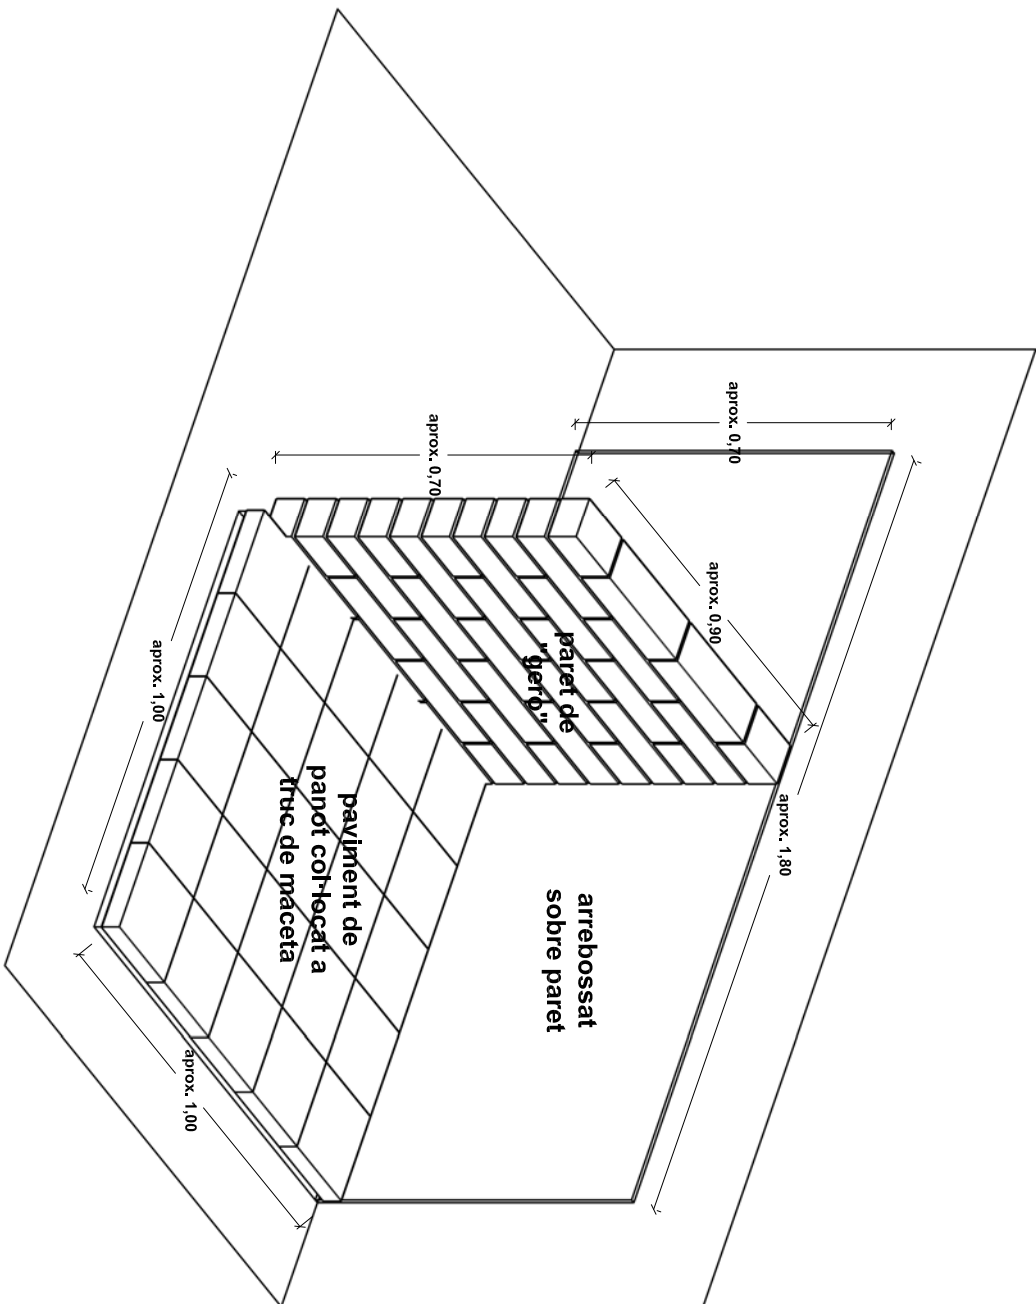 aprox. 0,70
aprox. 0,70
aprox. 0,90
aprox. 1,80
paret de
"gero"
arrebossat
sobre paret
paviment de
panot col·locat a
truc de maceta
aprox. 1,00
aprox. 1,00